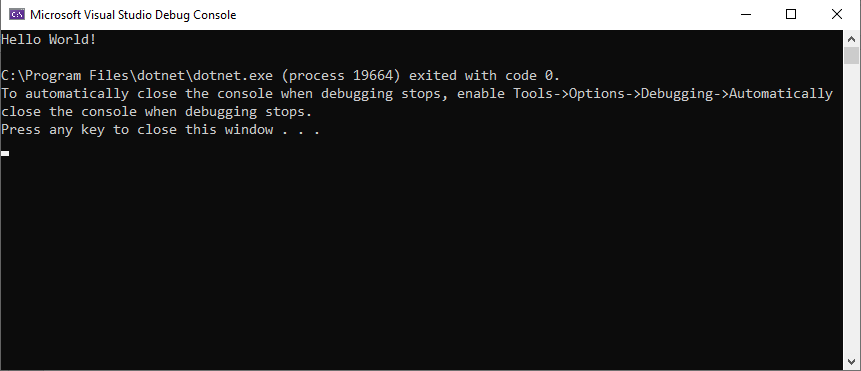 Microsoft Visual Studio Debug Console
Hello World!
C:\Program Files\dotnet\dotnet.exe (process 19664) exited with code 0.
To automatically close the console when debugging stops, enable Tools->Options->Debugging->Automatically
close the console when debugging stops.
Press any key to close this window . . .